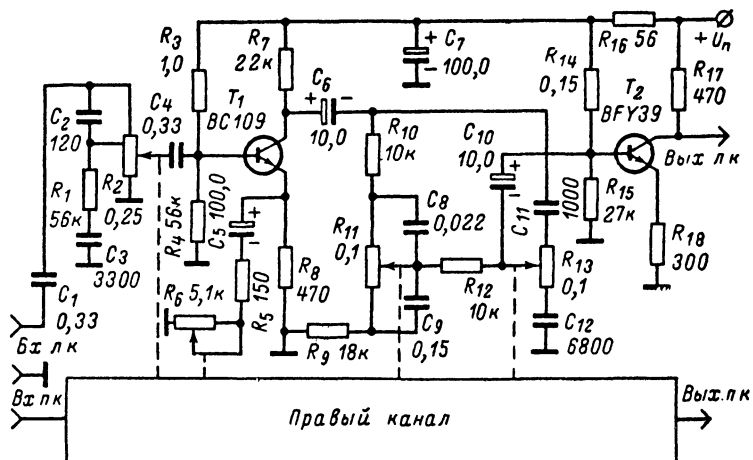 R3
1,0
R7
22к
+ C7
100,0
R16 56
+ Uп
R14
0,15
R17
470
C6
+ −
10,0
T1
BC109
T2
BFY39
C4
0,33
C2
120
R1
56к
R2
0,25
C3
3300
C1
0,33
Вх лк
R4 56к
C5 100,0
+
−
R10
10к
C10
10,0
+
−
C8
0,022
C11
1000
R15
27к
Вых лк
R18
300
R11
0,1
R8
470
R5
150
R6 5,1к
R9 18к
R12
10к
C9
0,15
R13
0,1
C12
6800
Вх пк
Правый канал
Вых.пк